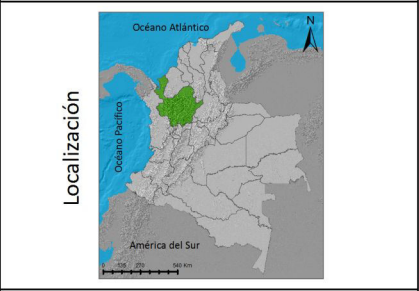 Localización
Océano Atlántico
N
Océano Pacífico
América del Sur
0 135 270 540 Km